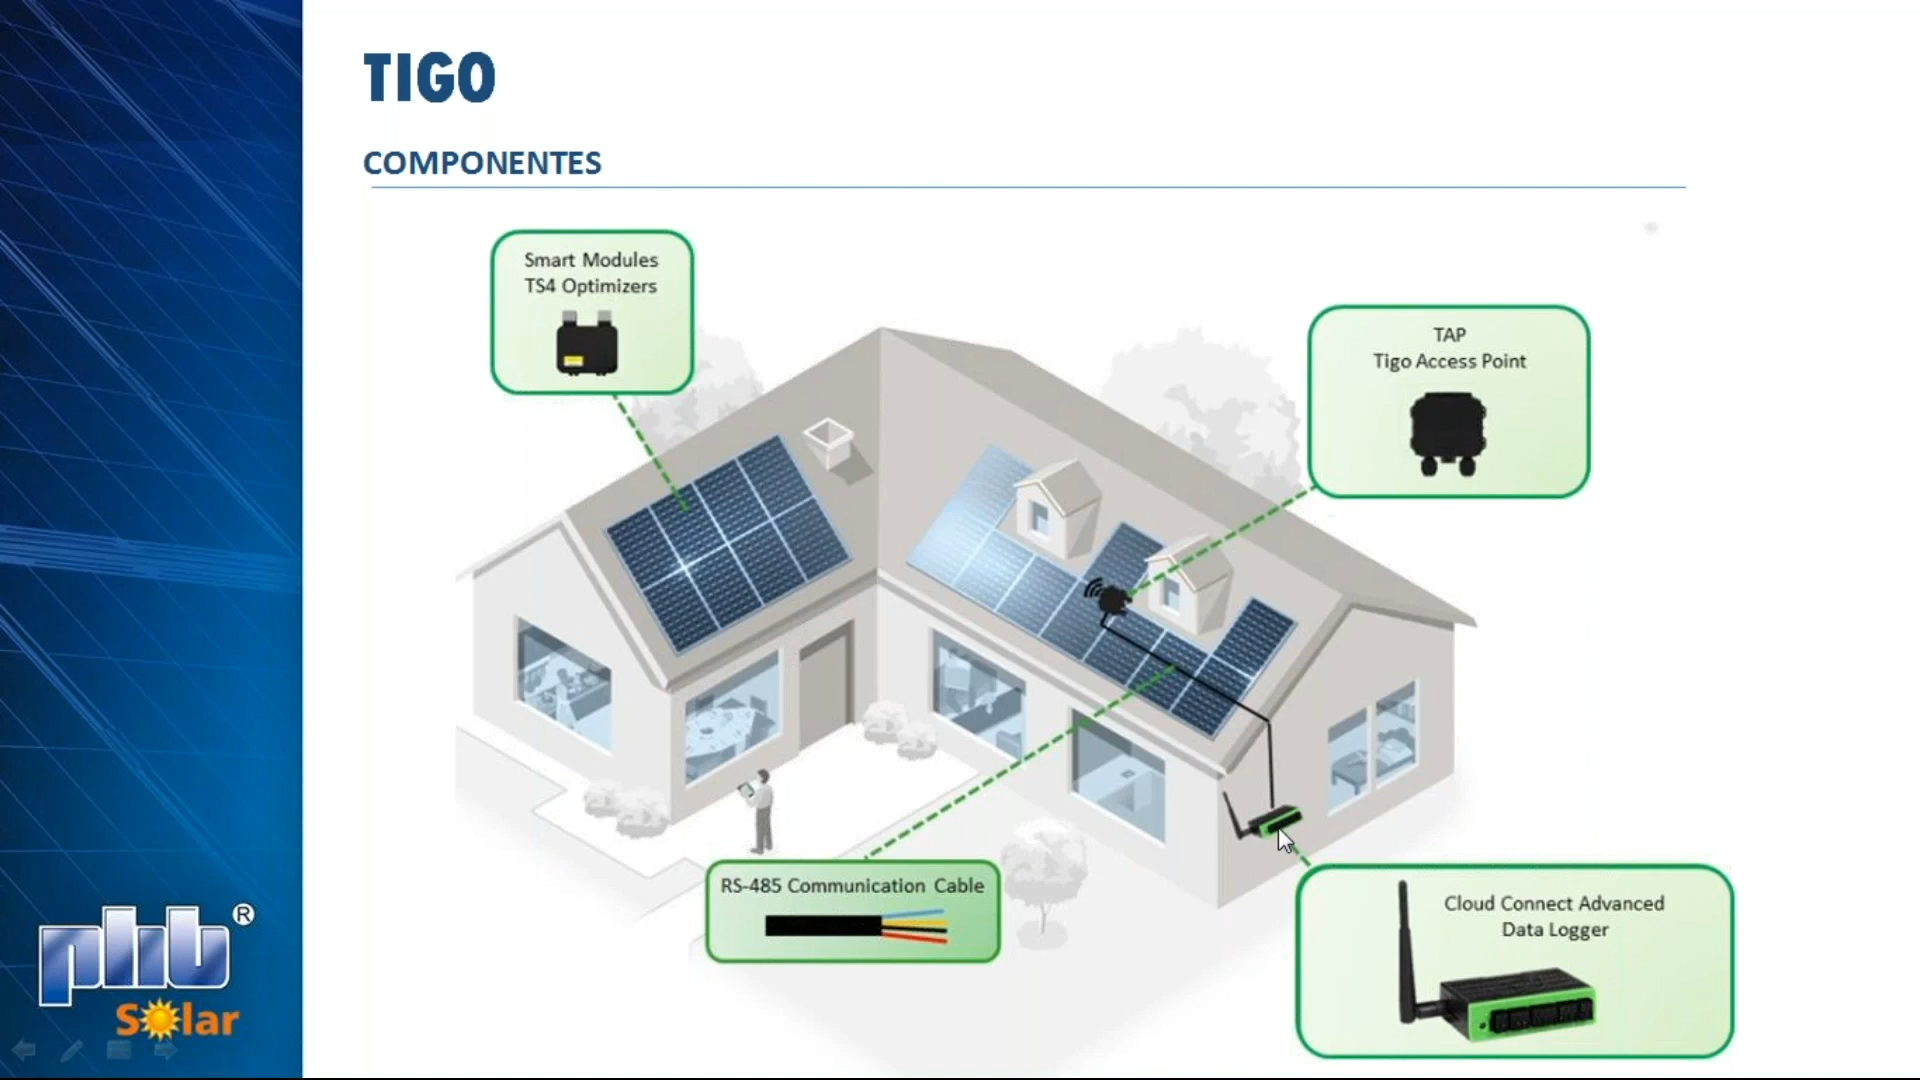 TIGO
COMPONENTES
Smart Modules
TS4 Optimizers
TAP
Tigo Access Point
RS-485 Communication Cable
Cloud Connect Advanced
Data Logger
phb®
Solar